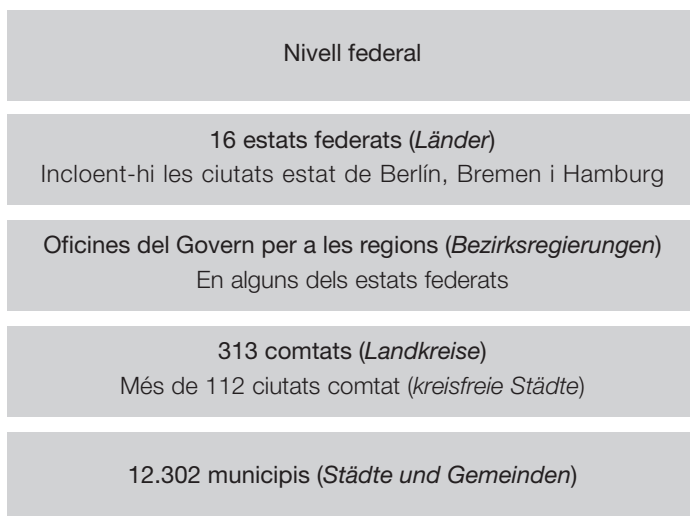 Nivell federal
16 estats federats (Länder)
Incloent-hi les ciutats estat de Berlín, Bremen i Hamburg
Oficines del Govern per a les regions (Bezirksregierungen)
En alguns dels estats federats
313 comtats (Landkreise)
Més de 112 ciutats comtat (kreisfreie Städte)
12.302 municipis (Städte und Gemeinden)